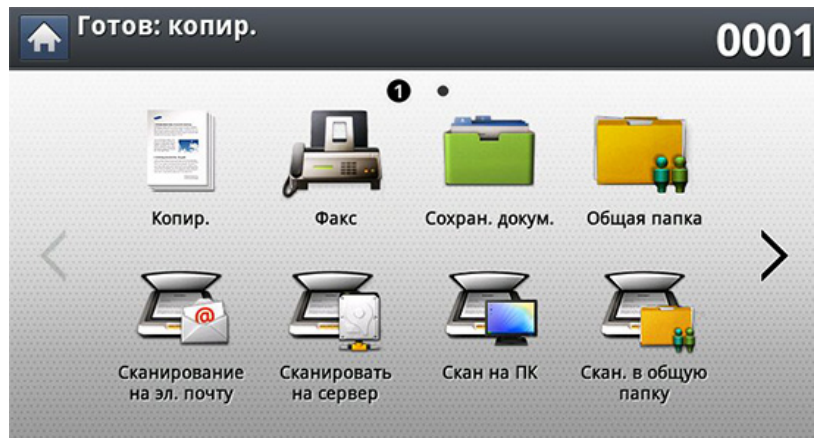 Готов: копир.
0001
1
Копир.
Факс
Сохран. докум.
Общая папка
Сканирование
на эл. почту
Сканировать
на сервер
Скан на ПК
Скан. в общую
папку